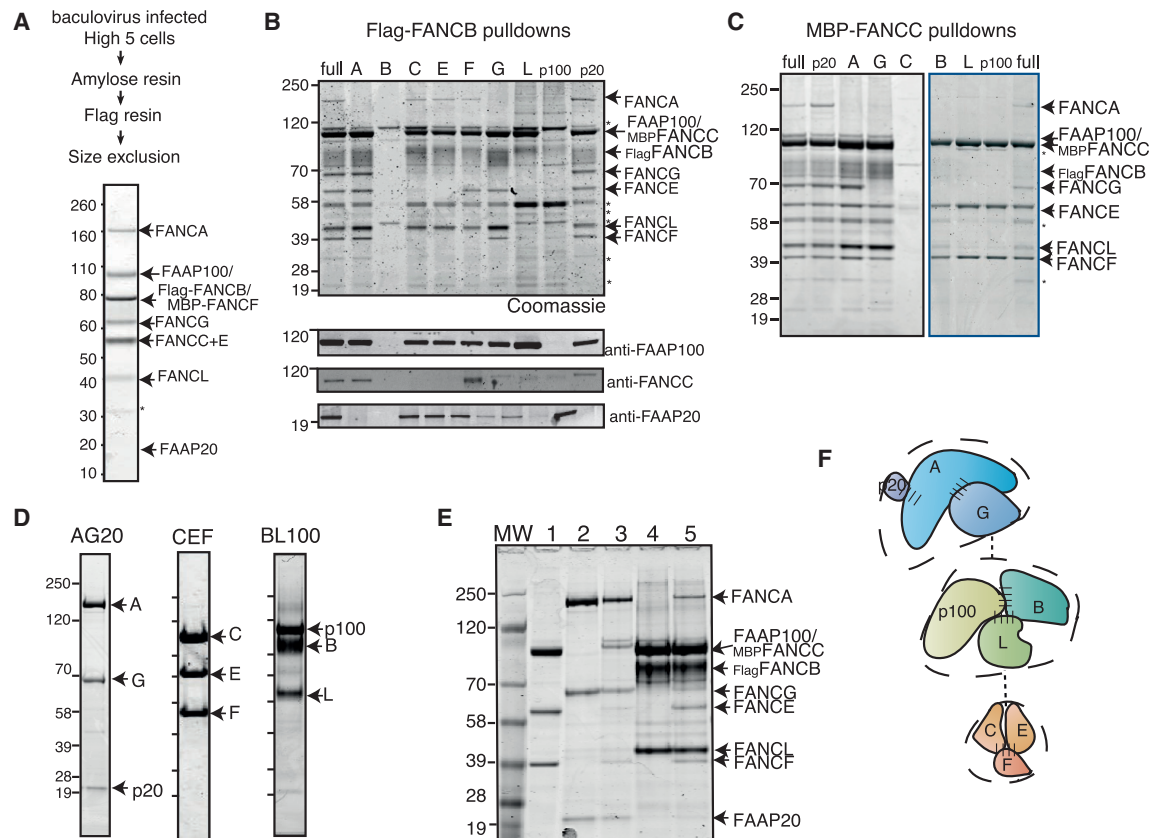 A
baculovirus infected
High 5 cells
Amylose resin
Flag resin
Size exclusion
260
160
110
80
60
50
40
30
20
10
FANCA
FAAP100/
Flag-FANCB/
MBP-FANCF
FANCG
FANCC+E
FANCL
*
FAAP20
B
Flag-FANCB pulldowns
full A B C E F G L p100 p20
250
120
70
58
39
28
19
FANCA
*
FAAP100/
MBPFANCC
FlagFANCB
FANCG
FANCE
*
*
*
FANCL
FANCF
*
*
Coomassie
120
anti-FAAP100
120
anti-FANCC
19
anti-FAAP20
C
MBP-FANCC pulldowns
full p20 A G C B L p100 full
250
120
70
58
39
28
19
FANCA
FAAP100/
MBPFANCC
*
FlagFANCB
FANCG
FANCE
*
FANCL
FANCF
*
D
AG20 CEF BL100
250
120
70
58
39
28
19
A
G
p20
C
E
F
p100
B
L
E
MW 1 2 3 4 5
250
120
70
58
39
28
19
FANCA
FAAP100/
MBPFANCC
FlagFANCB
FANCG
FANCE
FANCL
FANCF
FAAP20
F
A
p20
G
p100
B
L
C E
F